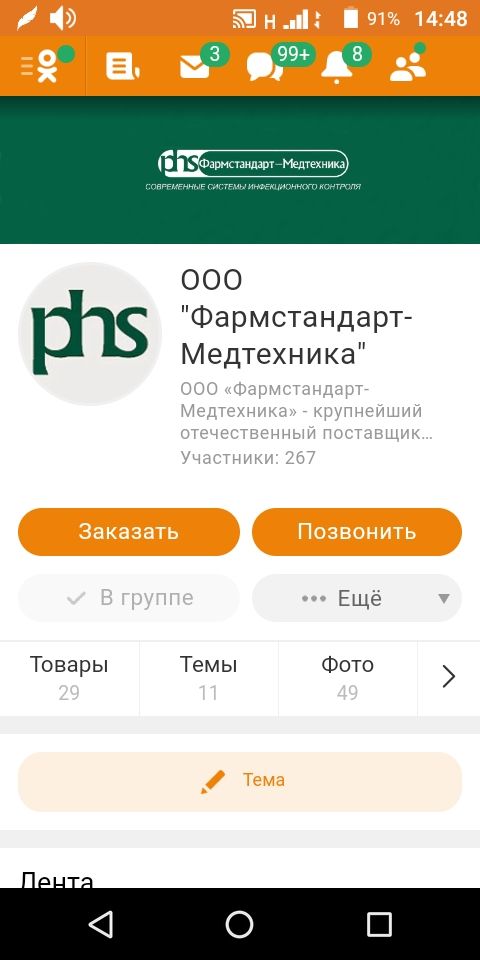 H 91% 14:48
3 99+ 8
phs Фармстандарт–Медтехника
СОВРЕМЕННЫЕ СИСТЕМЫ ИНФЕКЦИОННОГО КОНТРОЛЯ
phs
ООО
"Фармстандарт-
Медтехника"
ООО «Фармстандарт-
Медтехника» - крупнейший
отечественный поставщик...
Участники: 267
Заказать Позвонить
В группе ••• Ещё
Товары Темы Фото
29 11 49
Тема
Лента